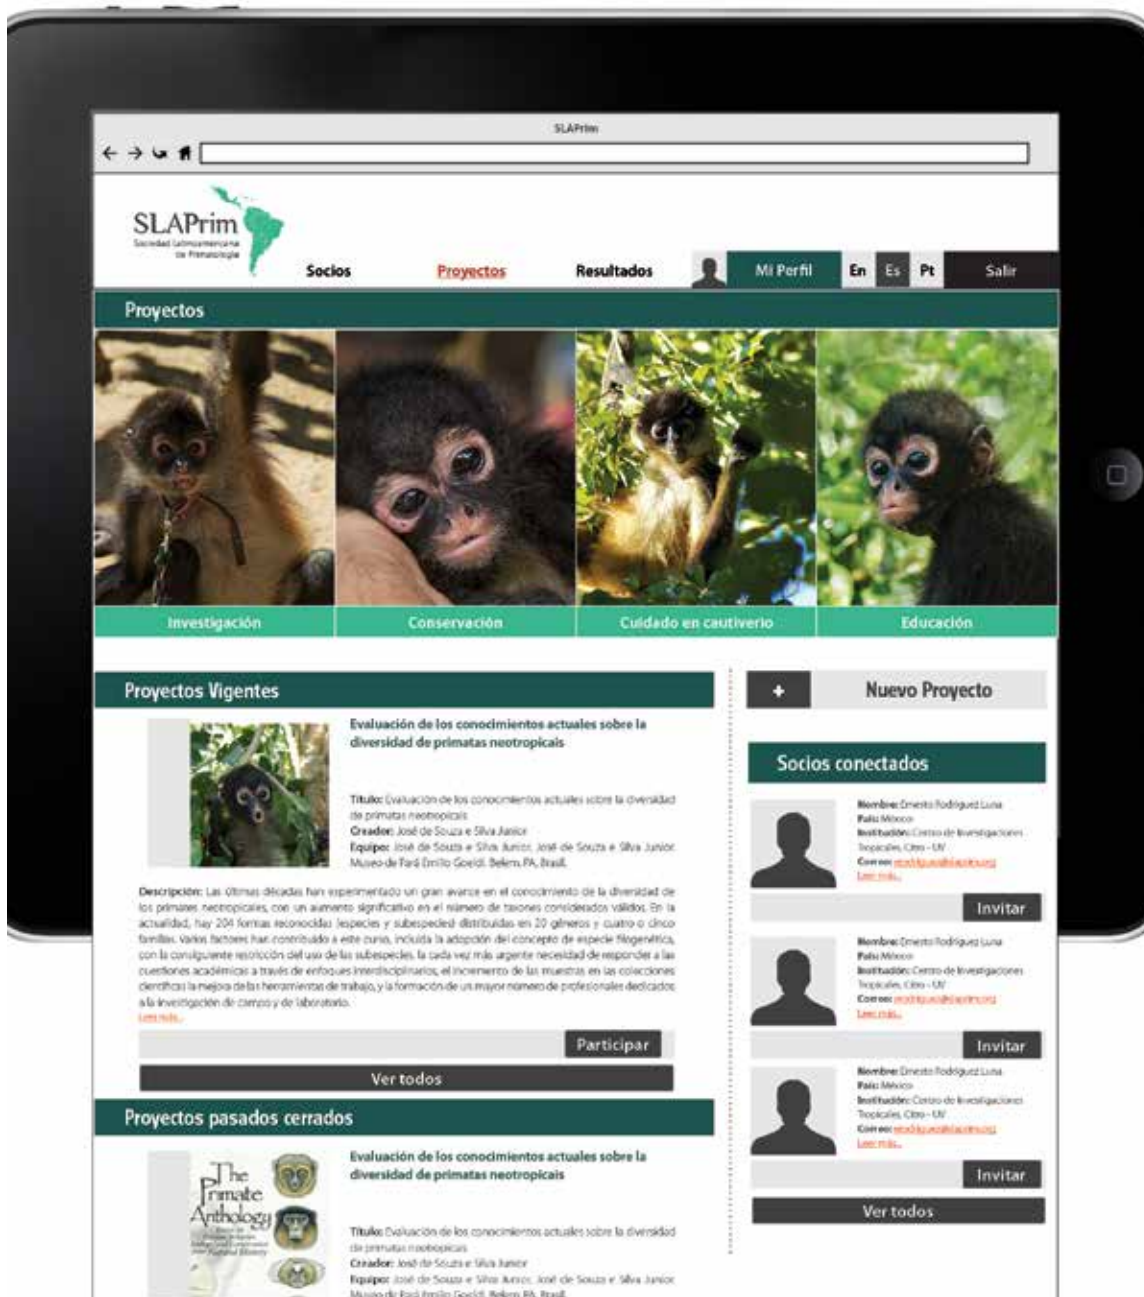 SLAPrim
SLAPrim
Sociedad Latinoamericana
de Primatología
Socios
Proyectos
Resultados
Mi Perfil
En
Es
Pt
Salir
Proyectos
Investigación
Conservación
Cuidado en cautiverio
Educación
Proyectos Vigentes
Evaluación de los conocimientos actuales sobre la
diversidad de primatas neotropicais
Título: Evaluación de los conocimientos actuales sobre la diversidad
de primatas neotropicais
Creador: José de Souza e Silva Junior
Equipo: José de Souza e Silva Junior. José de Souza e Silva Junior.
Museo de Pará Emilio Goeldi. Belem. PA. Brasil.
Descripción: Las últimas décadas han experimentado un gran avance en el conocimiento de la diversidad de
los primates neotropicales, con un aumento significativo en el número de taxones considerados válidos. En la
actualidad, hay 204 formas reconocidas (especies y subespecies) distribuidas en 20 géneros y cuatro o cinco
familias. Varios factores han contribuido a este curso, incluida la adopción del concepto de especie filogenética,
con la consiguiente restricción del uso de las subespecies, la cada vez más urgente necesidad de responder a las
cuestiones académicas a través de enfoques interdisciplinarios, el incremento de las muestras en las colecciones
científicas la mejora de las herramientas de trabajo, y la formación de un mayor número de profesionales dedicados
a la investigación de campo y de laboratorio.
Leer más...
Participar
Ver todos
Proyectos pasados cerrados
The
Primate
Anthology
Natural History
Evaluación de los conocimientos actuales sobre la
diversidad de primatas neotropicais
Título: Evaluación de los conocimientos actuales sobre la diversidad
de primatas neotropicais
Creador: José de Souza e Silva Junior
Equipo: José de Souza e Silva Junior. José de Souza e Silva Junior.
Museo de Pará Emilio Goeldi. Belem. PA. Brasil.
+ Nuevo Proyecto
Socios conectados
Nombre: Ernesto Rodríguez Luna
País: México
Institución: Centro de Investigaciones
Tropicales, Citro - UV
Correo: erodriguez@slaprim.org
Leer más...
Invitar
Nombre: Ernesto Rodríguez Luna
País: México
Institución: Centro de Investigaciones
Tropicales, Citro - UV
Correo: erodriguez@slaprim.org
Leer más...
Invitar
Nombre: Ernesto Rodríguez Luna
País: México
Institución: Centro de Investigaciones
Tropicales, Citro - UV
Correo: erodriguez@slaprim.org
Leer más...
Invitar
Ver todos